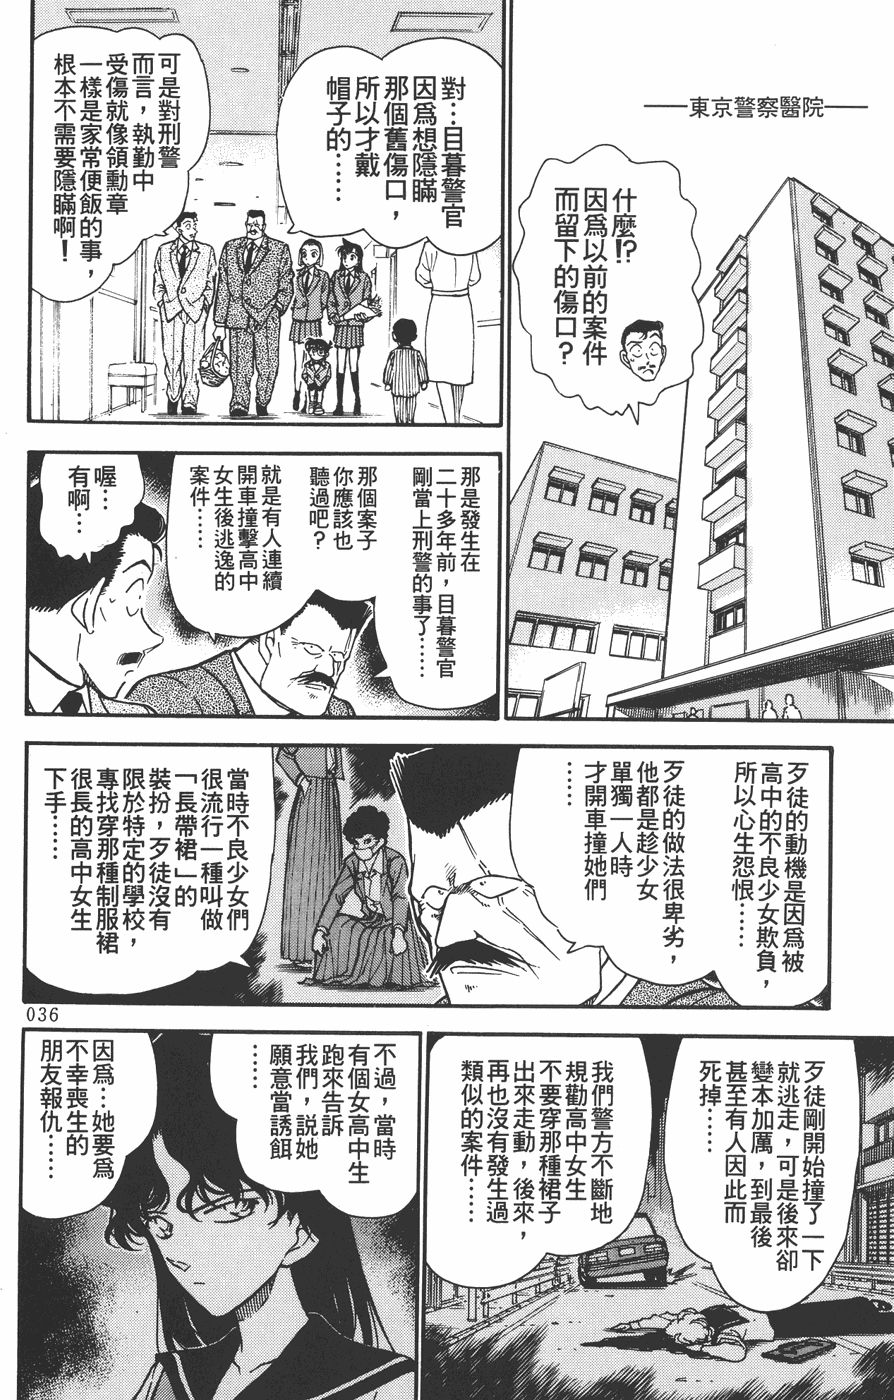 ──東京警察醫院──
什麼!?
因為以前的案件
而留下的傷口？
對…目暮警官
因為想隱瞞
那個舊傷口，
所以才戴
帽子的……
可是對刑警
而言，執勤中
受傷就像領勳章
一樣是家常便飯的事，
根本不需要隱瞞啊！
那是發生在
二十多年前，目暮警官
剛當上刑警的事了……
那個案子
你應該也
聽過吧？
就是有人連續
開車撞擊高中
女生後逃逸的
案件……
喔…
有啊…
歹徒的動機是因為被
高中的不良少女欺負，
所以心生怨恨……
歹徒的做法很卑劣，
他都是趁少女
單獨一人時
才開車撞她們
……
當時不良少女們
很流行一種叫做
「長帶裙」的
裝扮，歹徒沒有
限於特定的學校，
專找穿那種制服裙
很長的高中女生
下手…
036
歹徒剛開始撞了一下
就逃走，可是後來卻
變本加厲，到最後
甚至有人因此而
死掉……
我們警方不斷地
規勸高中女生
不要穿那種裙子
出來走動，後來，
再也沒有發生過
類似的案件…
不過，當時
有個女高中生
跑來告訴
我們，說她
願意當誘餌
……
因為…她要為
不幸喪生的
朋友報仇……